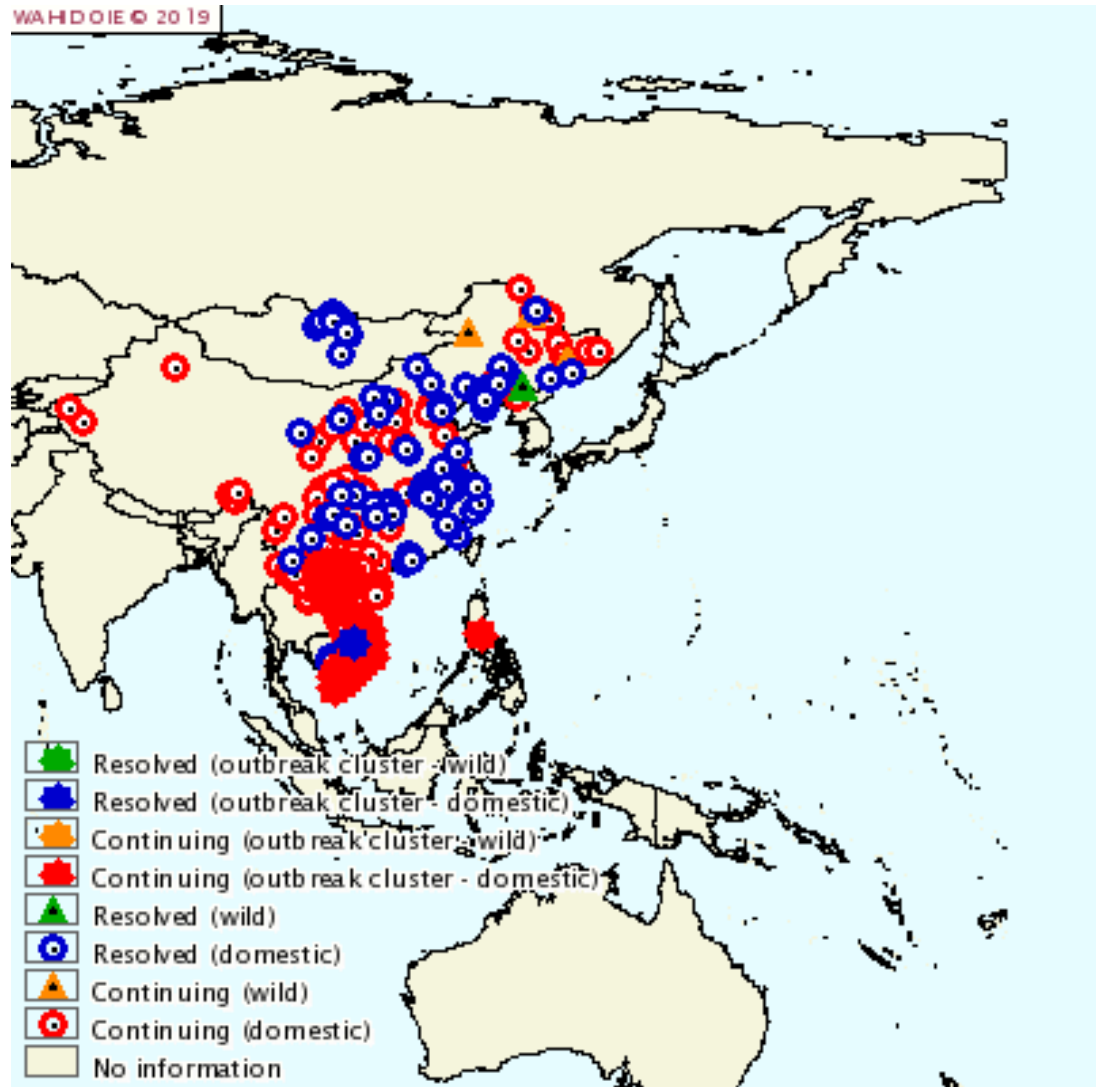 WAHIDOIE © 2019
Resolved (outbreak cluster - wild)
Resolved (outbreak cluster - domestic)
Continuing (outbreak cluster - wild)
Continuing (outbreak cluster - domestic)
Resolved (wild)
Resolved (domestic)
Continuing (wild)
Continuing (domestic)
No information